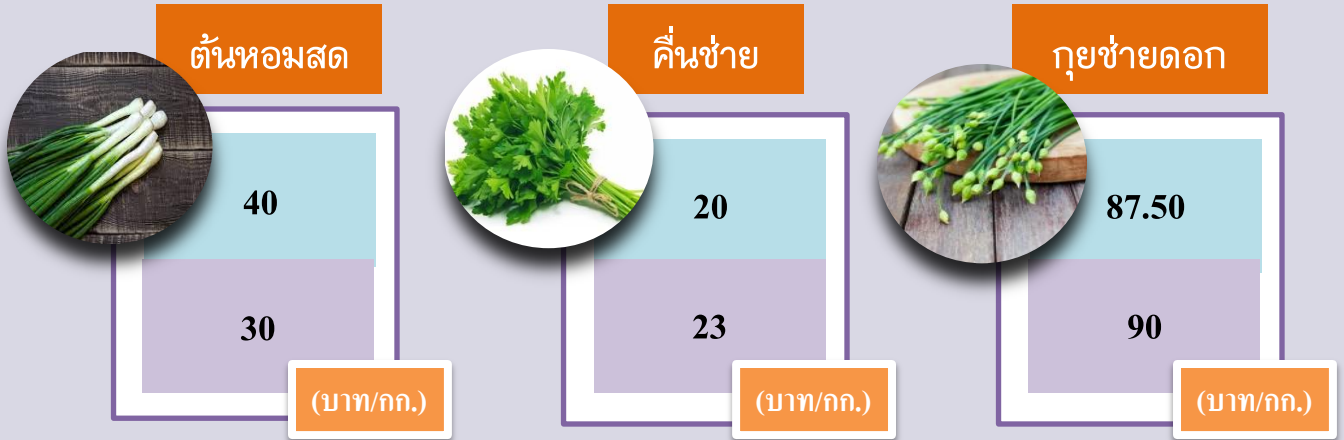 ต้นหอมสด
40
30
(บาท/กก.)
คื่นช่าย
20
23
(บาท/กก.)
กุยช่ายดอก
87.50
90
(บาท/กก.)